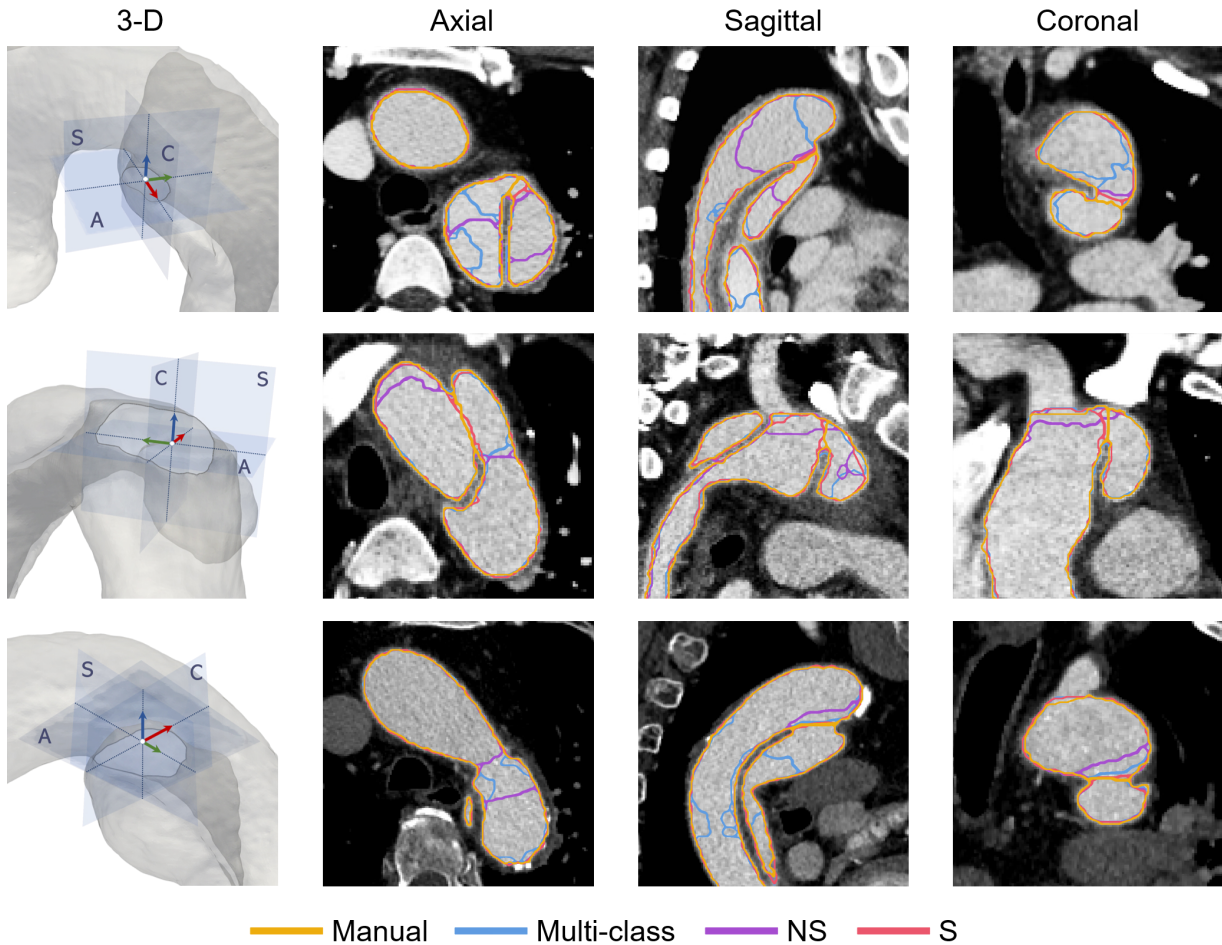 3-D Axial Sagittal Coronal
S C A
C S A
S C A
Manual Multi-class NS S